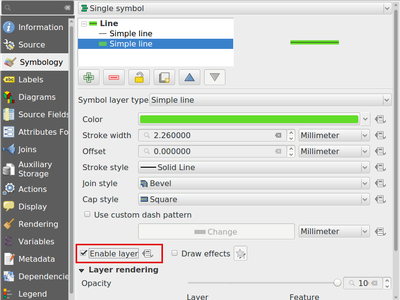 Information
Source
Symbology
Labels
Diagrams
Source Fields
Attributes Fo
Joins
Auxiliary
Storage
Actions
Display
Rendering
Variables
Metadata
Dependencie
Legend
Single symbol
Line
Simple line
Simple line
Symbol layer type Simple line
Color
Stroke width 2.260000 Millimeter
Offset 0.000000 Millimeter
Stroke style Solid Line
Join style Bevel
Cap style Square
Use custom dash pattern
Change Millimeter
Enable layer Draw effects
Layer rendering
Opacity 10
Layer Feature